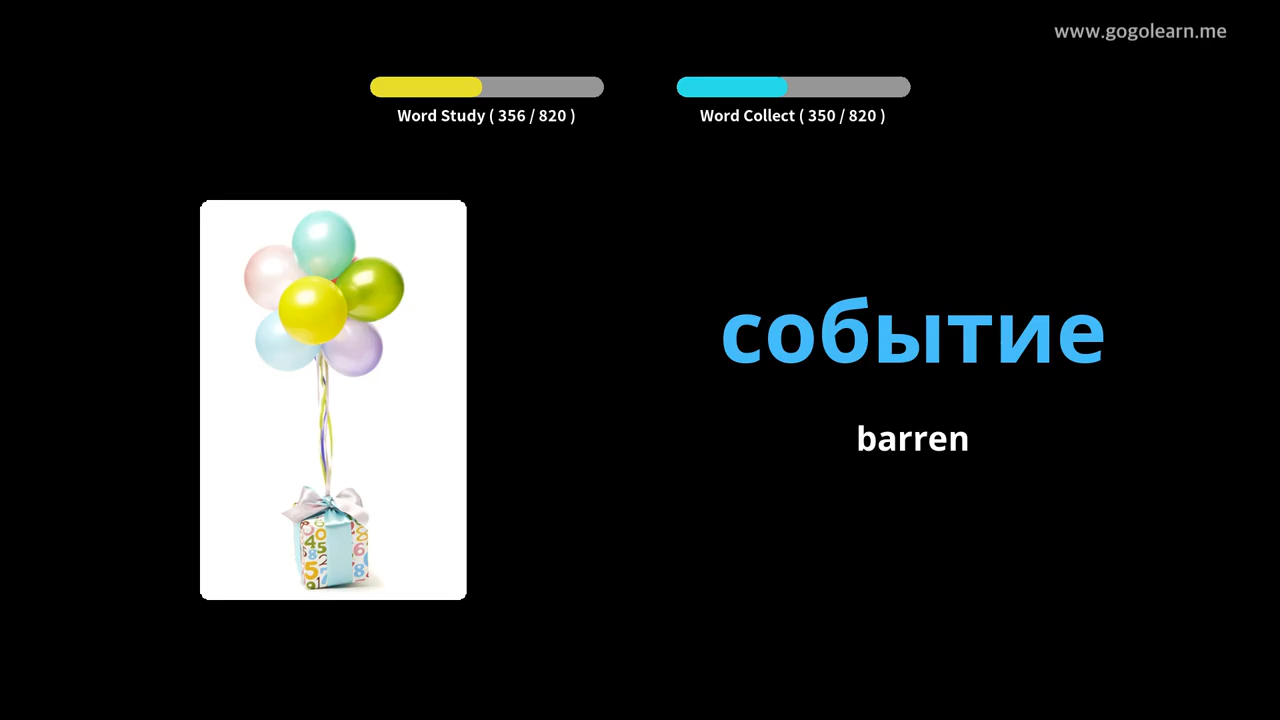 www.gogolearn.me
Word Study ( 356 / 820 )
Word Collect ( 350 / 820 )
событие
barren